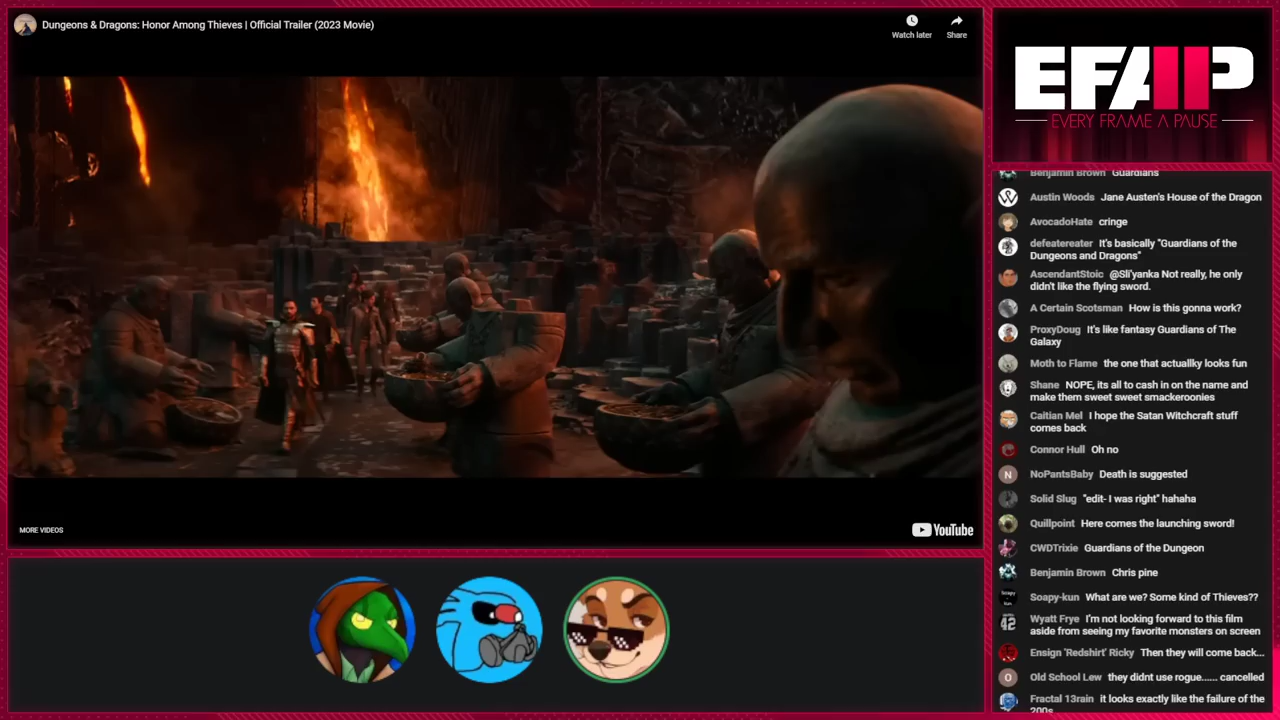 Dungeons & Dragons: Honor Among Thieves | Official Trailer (2023 Movie)
Watch later
Share
MORE VIDEOS
YouTube
EFAP
EVERY FRAME A PAUSE
Benjamin Brown Guardians
Austin Woods Jane Austen's House of the Dragon
AvocadoHate cringe
defeatereater It's basically "Guardians of the
Dungeons and Dragons"
AscendantStoic @Sli'yanka Not really, he only
didn't like the flying sword.
A Certain Scotsman How is this gonna work?
ProxyDoug It's like fantasy Guardians of The
Galaxy
Moth to Flame the one that actuallky looks fun
Shane NOPE, its all to cash in on the name and
make them sweet sweet smackeroonies
Caitian Mel I hope the Satan Witchcraft stuff
comes back
Connor Hull Oh no
N
NoPantsBaby Death is suggested
Solid Slug "edit- I was right" hahaha
Quillpoint Here comes the launching sword!
CWDTrixie Guardians of the Dungeon
Benjamin Brown Chris pine
Soapy-kun What are we? Some kind of Thieves??
42
Wyatt Frye I'm not looking forward to this film
aside from seeing my favorite monsters on screen
Ensign 'Redshirt' Ricky Then they will come back...
O
Old School Lew they didnt use rogue...... cancelled
Fractal 13rain it looks exactly like the failure of the
200s